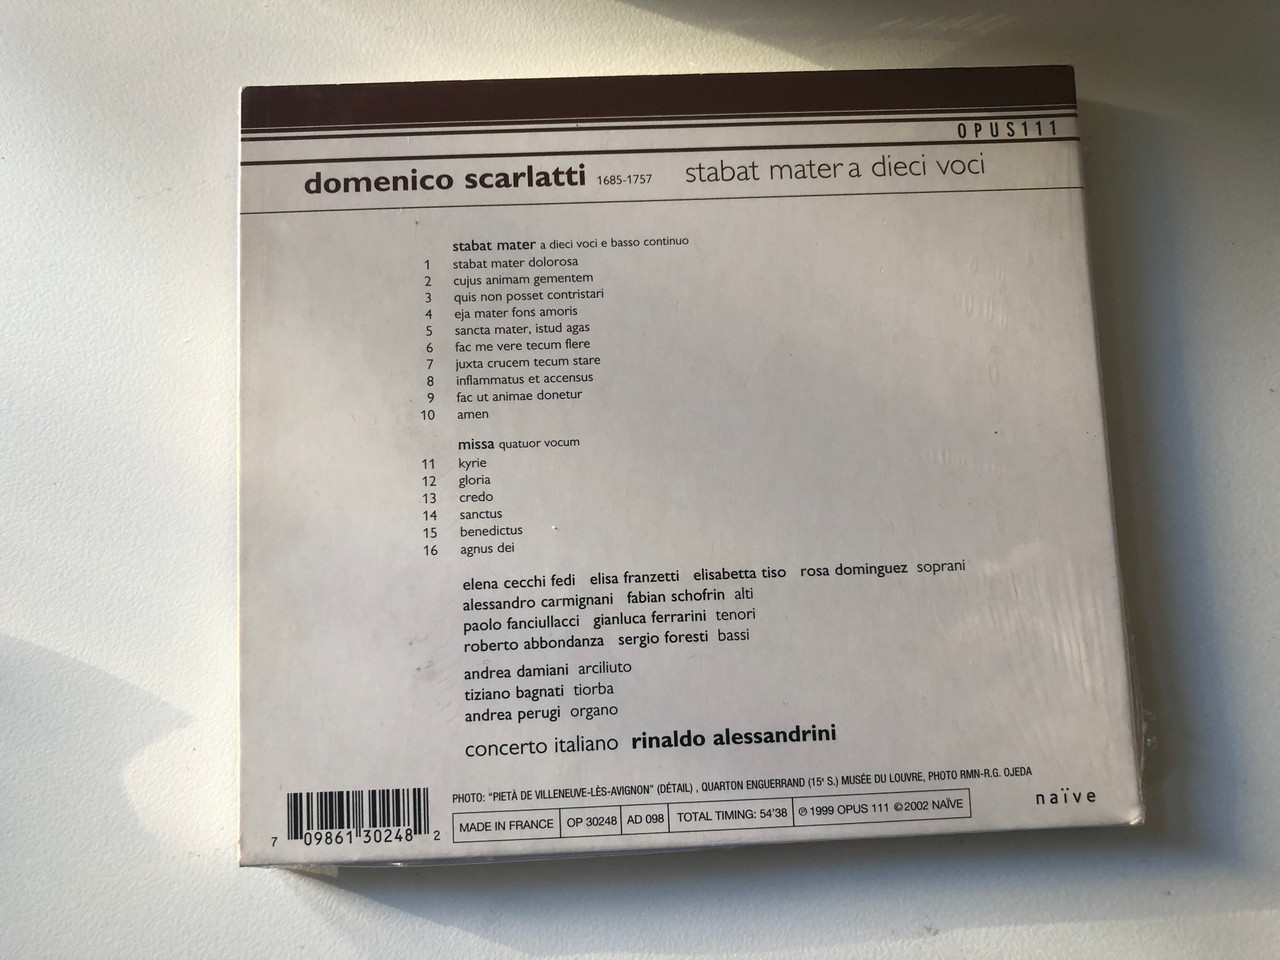 OPUS111
domenico scarlatti 1685-1757 stabat mater a dieci voci
stabat mater a dieci voci e basso continuo
1 stabat mater dolorosa
2 cujus animam gementem
3 quis non posset contristari
4 eja mater fons amoris
5 sancta mater, istud agas
6 fac me vere tecum flere
7 juxta crucem tecum stare
8 inflammatus et accensus
9 fac ut animae donetur
10 amen
missa quatuor vocum
11 kyrie
12 gloria
13 credo
14 sanctus
15 benedictus
16 agnus dei
elena cecchi fedi elisa franzetti elisabetta tiso rosa dominguez soprani
alessandro carmignani fabian schofrin alti
paolo fanciullacci gianluca ferrarini tenori
roberto abbondanza sergio foresti bassi
andrea damiani arciliuto
tiziano bagnati tiorba
andrea perugi organo
concerto italiano rinaldo alessandrini
PHOTO: "PIETÀ DE VILLENEUVE-LÈS-AVIGNON" (DÉTAIL) , QUARTON ENGUERRAND (15e S.) MUSÉE DU LOUVRE, PHOTO RMN-R.G. OJEDA
MADE IN FRANCE OP 30248 AD 098 TOTAL TIMING: 54'38 ℗ 1999 OPUS 111 © 2002 NAÏVE
naïve
7 09861 30248 2